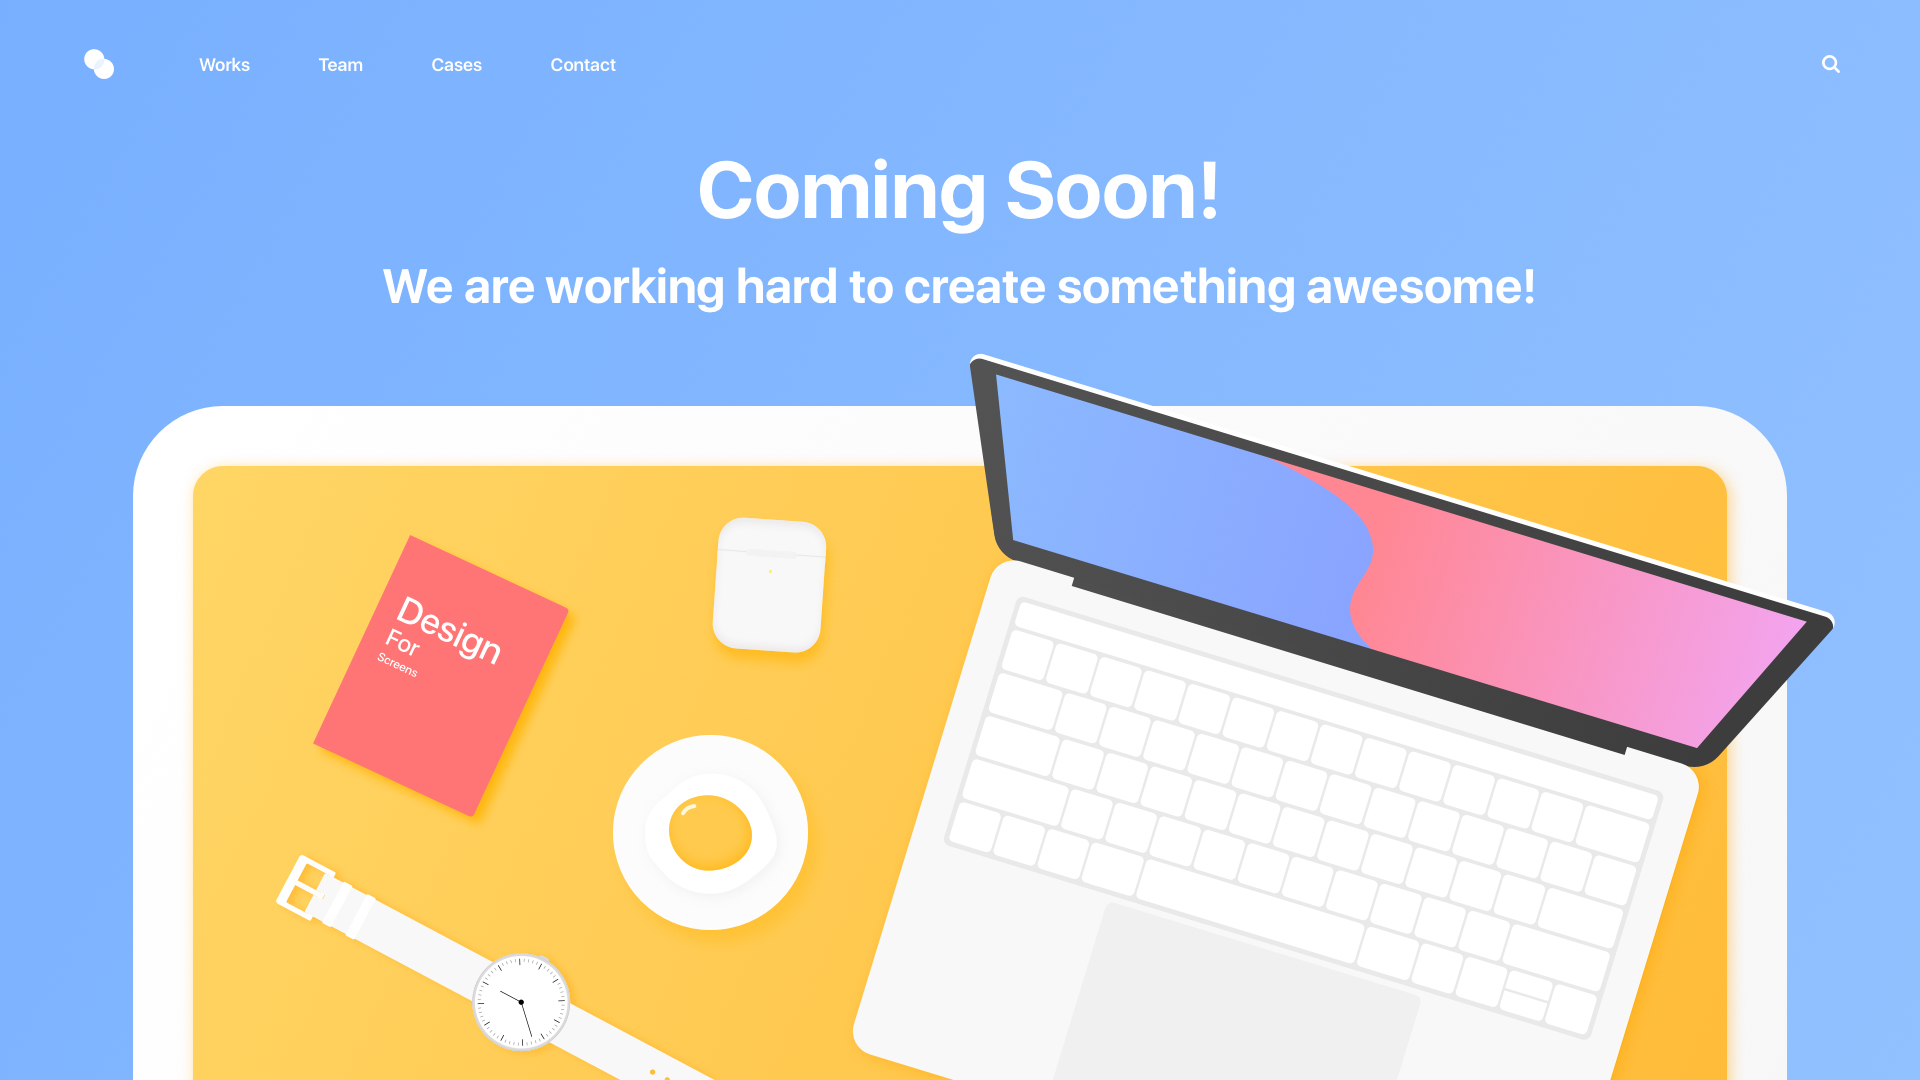 Works
Team
Cases
Contact
Coming Soon!
We are working hard to create something awesome!
Design
For
Screens